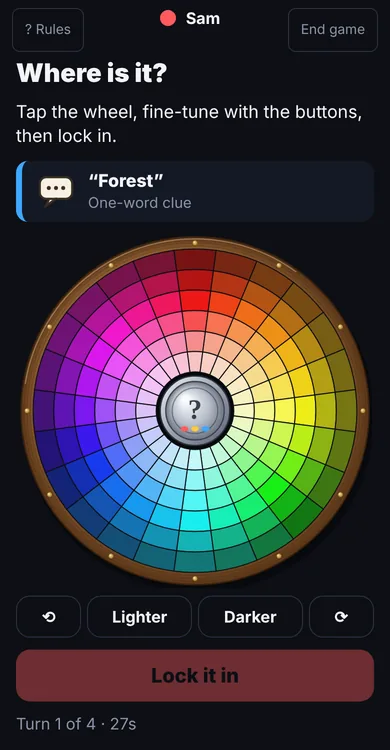 ? Rules
Sam
End game
Where is it?
Tap the wheel, fine-tune with the buttons,
then lock in.
“Forest”
One-word clue
?
⟲
Lighter
Darker
⟳
Lock it in
Turn 1 of 4 · 27s